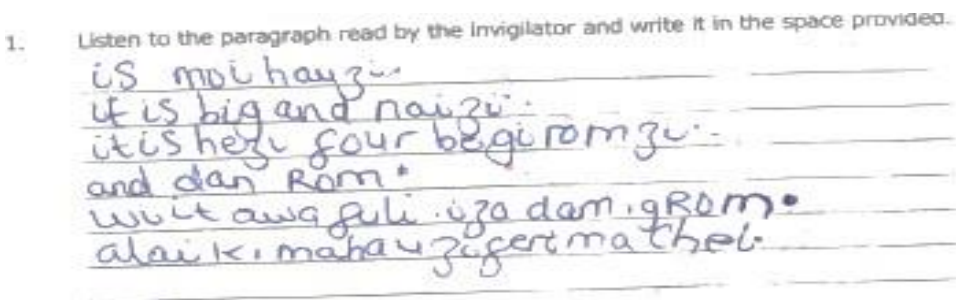 1. Listen to the paragraph read by the invigilator and write it in the space provided.
is moi hauzi..
it is big and naizi.
it is hezi four begi romzi.
and dan Rom.
wuit awa fuli. iza dam. gRom.
alai ki mahauzi fert mathel.